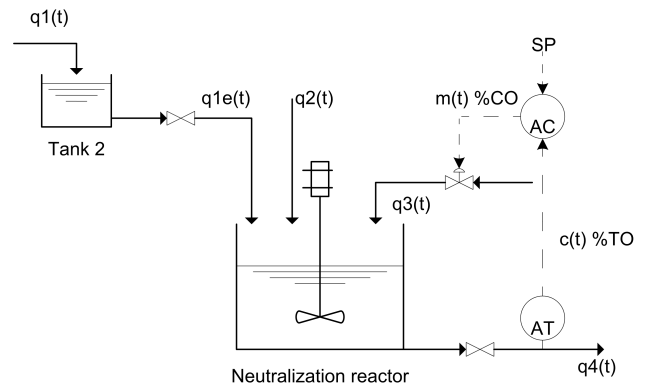 q1(t)
SP
q1e(t)
q2(t)
m(t) %CO
AC
Tank 2
q3(t)
c(t) %TO
AT
q4(t)
Neutralization reactor